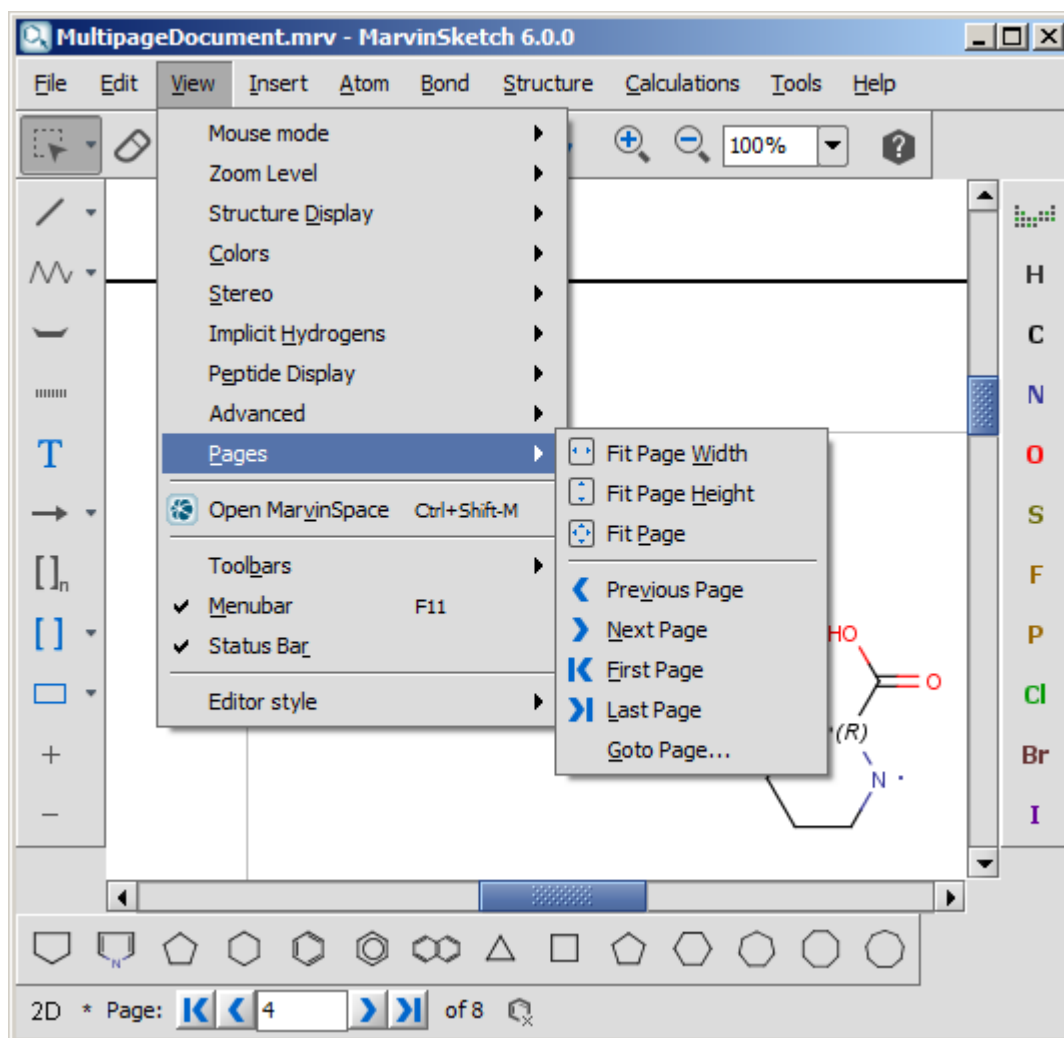 MultipageDocument.mrv - MarvinSketch 6.0.0
File Edit View Insert Atom Bond Structure Calculations Tools Help
100%
Mouse mode
Zoom Level
Structure Display
Colors
Stereo
Implicit Hydrogens
Peptide Display
Advanced
Pages
Open MarvinSpace Ctrl+Shift-M
Toolbars
Menubar F11
Status Bar
Editor style
Fit Page Width
Fit Page Height
Fit Page
Previous Page
Next Page
First Page
Last Page
Goto Page...
T
[ ]n
[ ]
HO
O
(R)
N
H
C
N
O
S
F
P
Cl
Br
I
N
2D * Page: 4 of 8